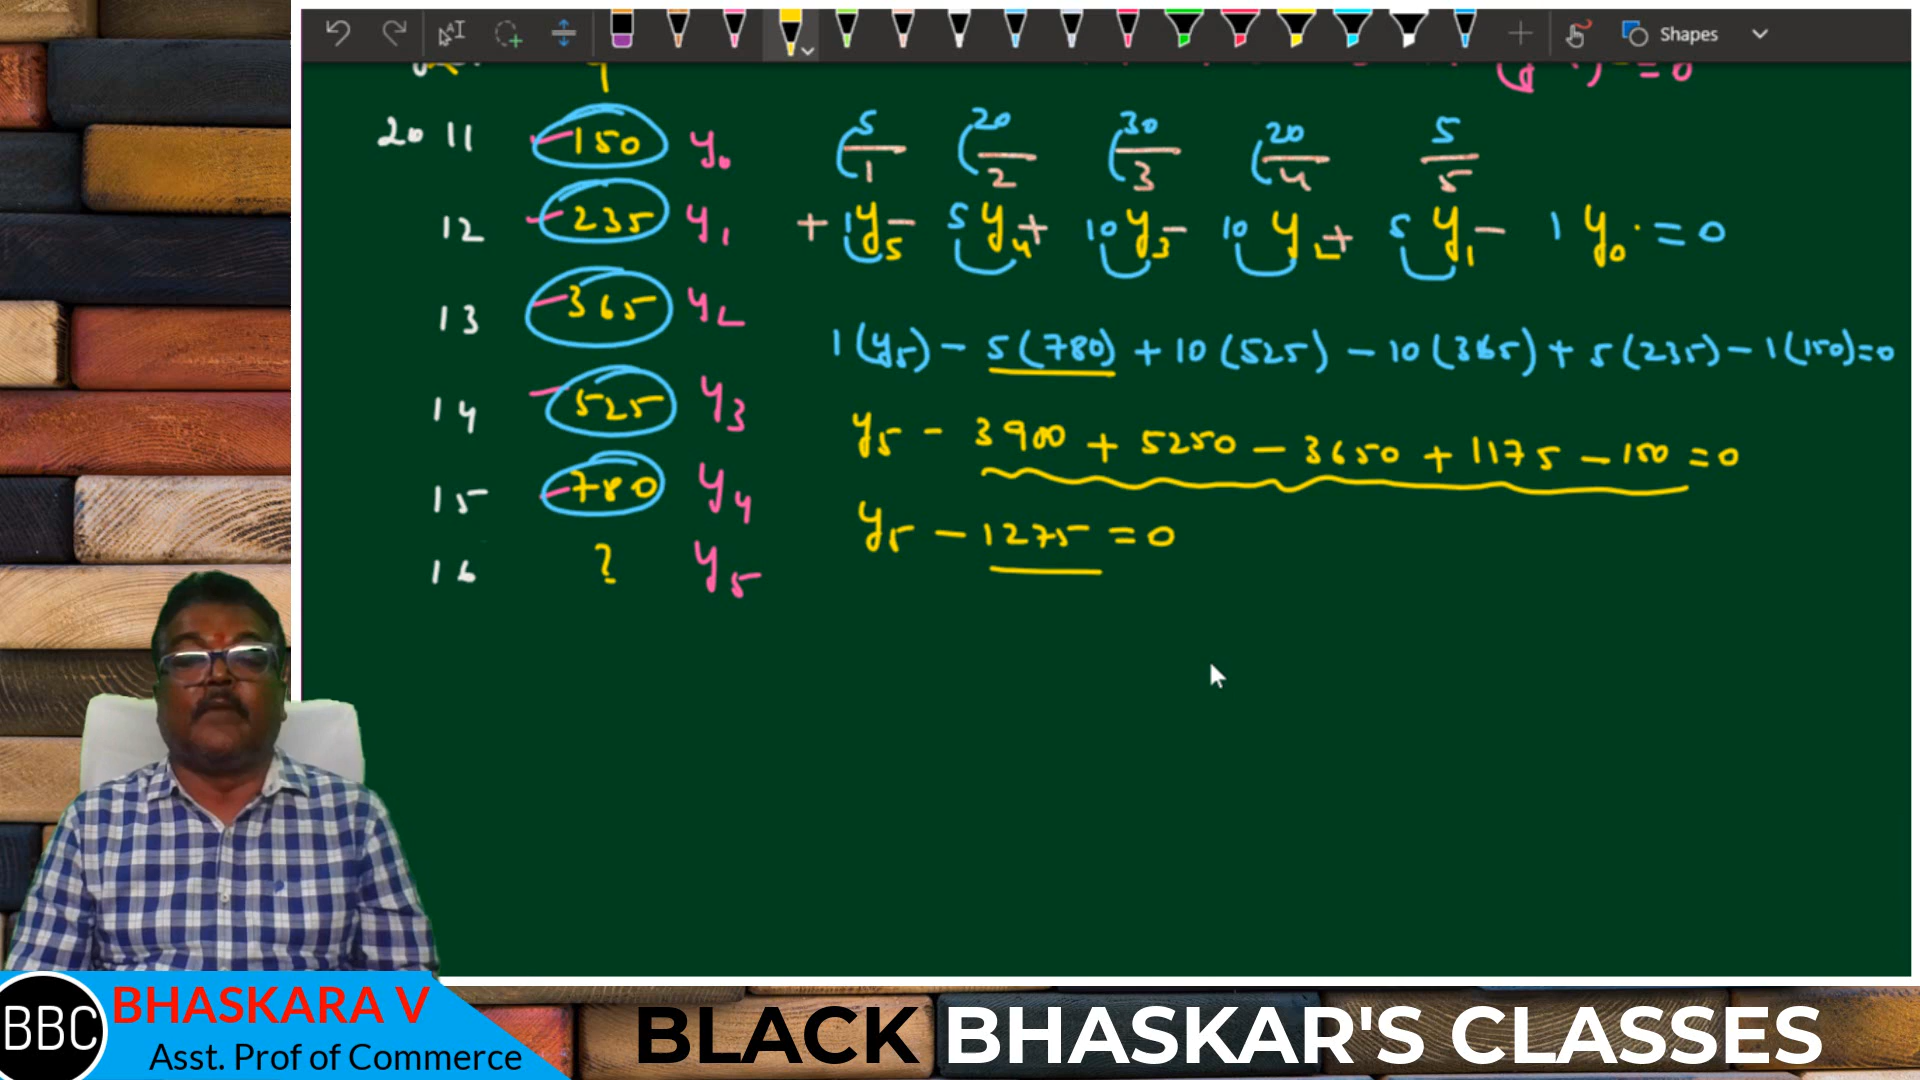 Shapes
2011 150 y₀ 5/1 20/2 30/3 20/4 5/5
12 235 y₁ + 1y₅ - 5y₄ + 10y₃ - 10y₂ + 5y₁ - 1y₀ = 0
13 365 y₂
1(y₅) - 5(780) + 10(525) - 10(365) + 5(235) - 1(150)=0
14 525 y₃
y₅ - 3900 + 5250 - 3650 + 1175 - 150 = 0
15 780 y₄
y₅ - 1275 = 0
16 ? y₅
BBC
BHASKARA V
Asst. Prof of Commerce
BLACK BHASKAR'S CLASSES